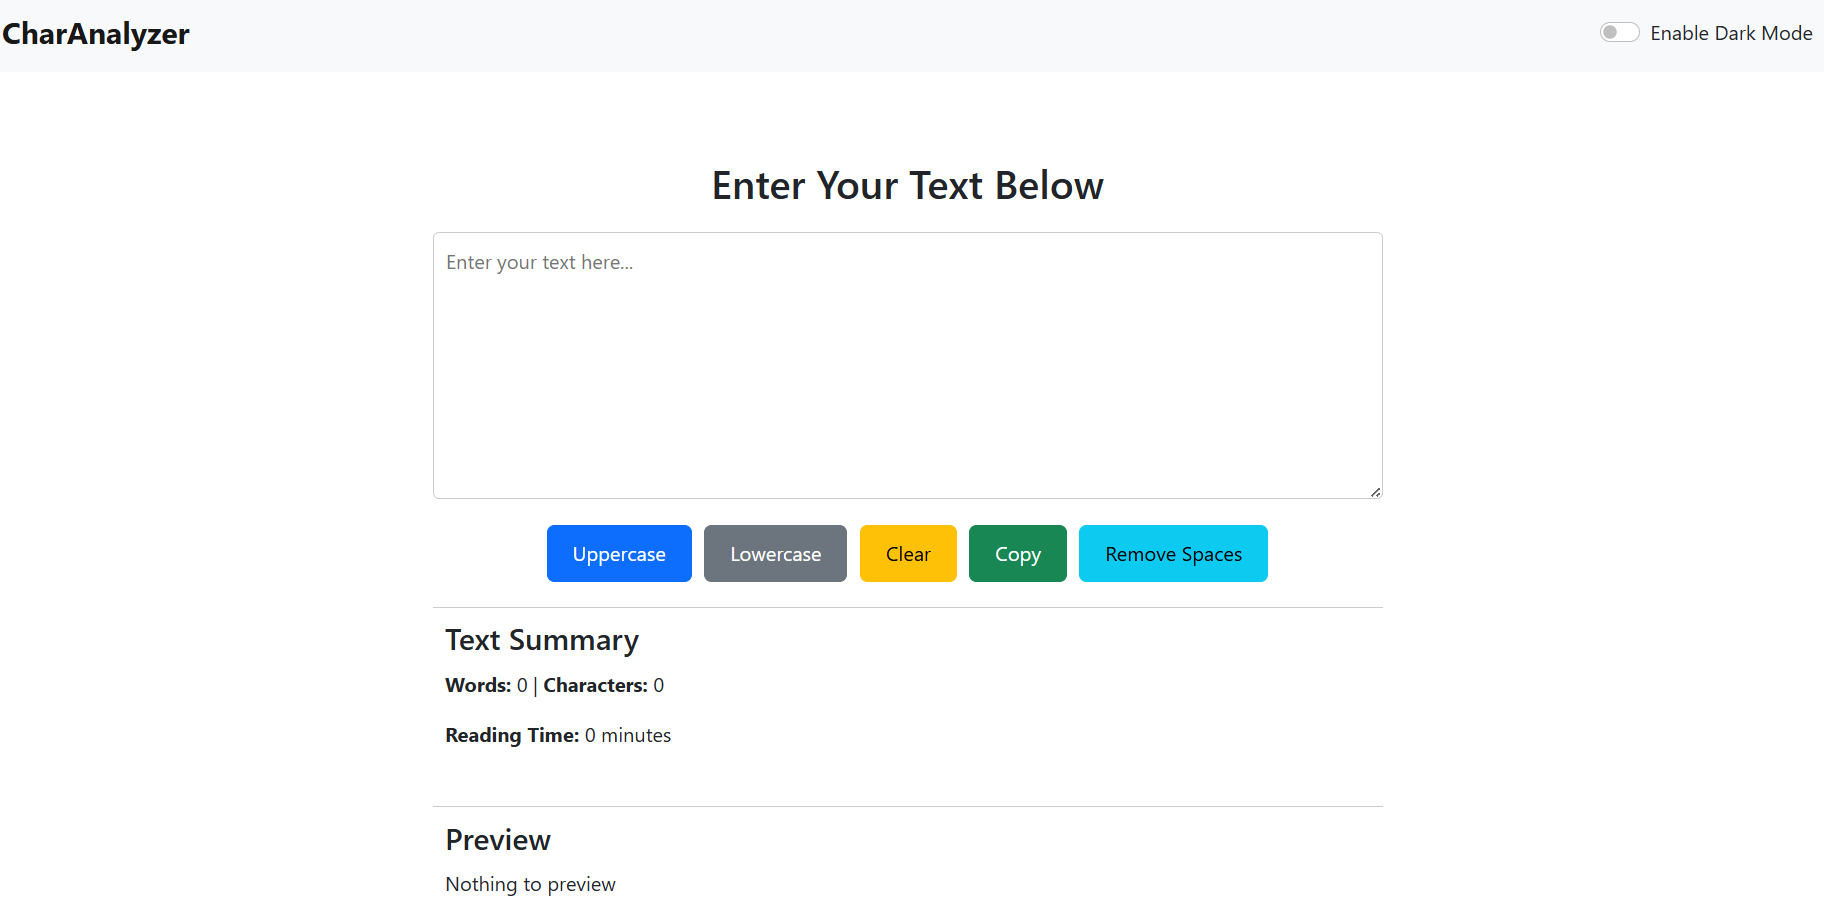 CharAnalyzer Enable Dark Mode
Enter Your Text Below
Enter your text here...
Uppercase Lowercase Clear Copy Remove Spaces
Text Summary
Words: 0 | Characters: 0
Reading Time: 0 minutes
Preview
Nothing to preview